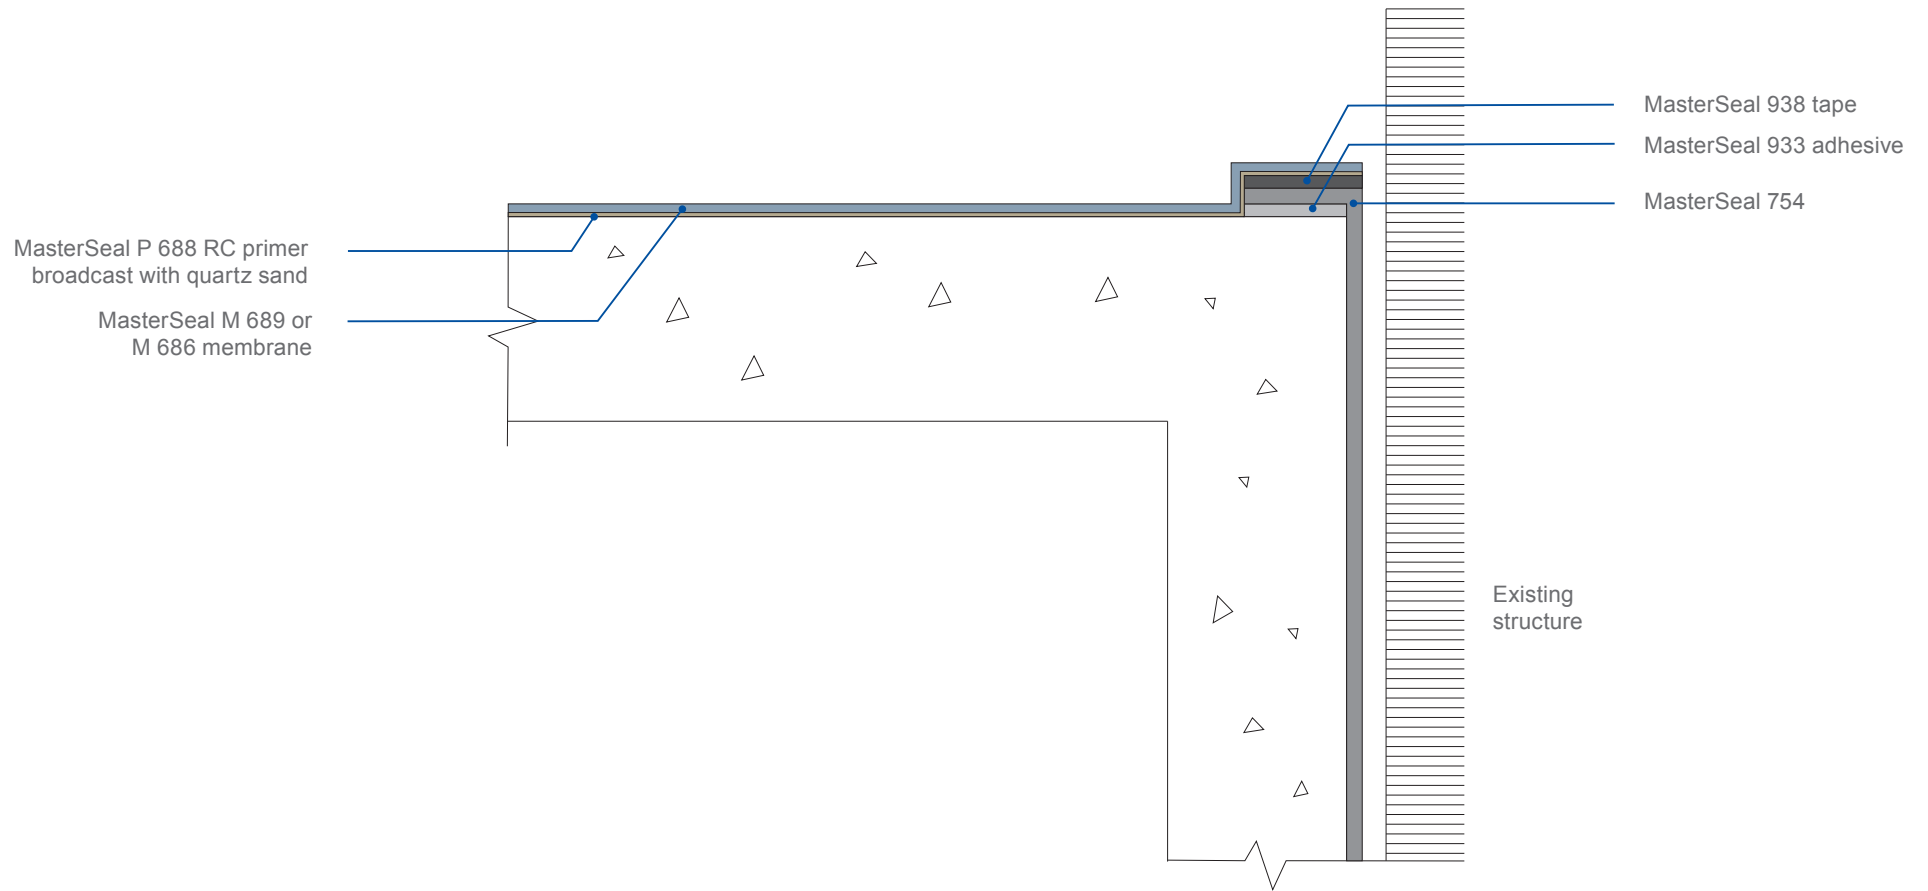 MasterSeal 938 tape
MasterSeal 933 adhesive
MasterSeal 754
MasterSeal P 688 RC primer
broadcast with quartz sand
MasterSeal M 689 or
M 686 membrane
Existing
structure